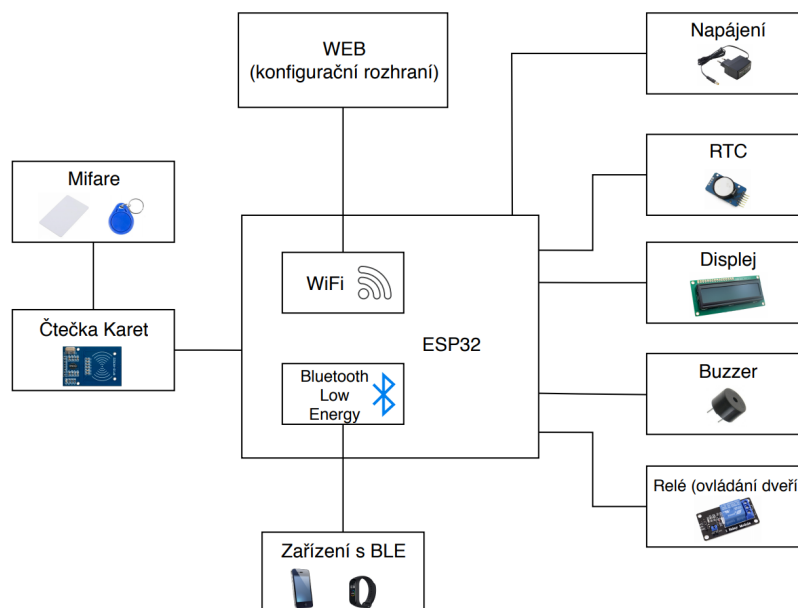 WEB
(konfigurační rozhraní)
Napájení
RTC
Mifare
Displej
WiFi
Čtečka Karet
ESP32
Bluetooth
Low
Energy
Buzzer
Relé (ovládání dveří
Zařízení s BLE